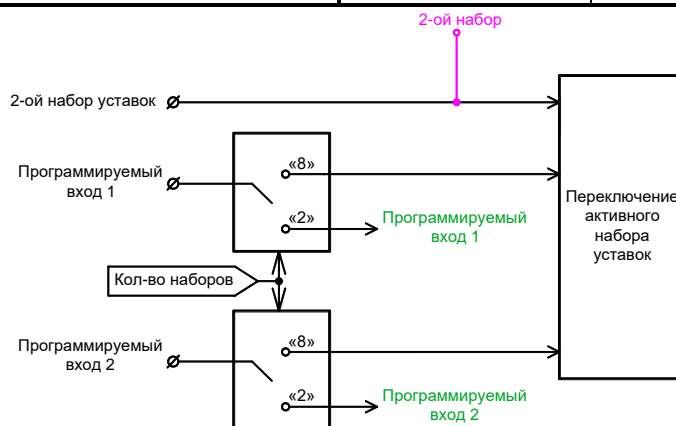 2-ой набор
2-ой набор уставок
Программируемый
вход 1
«8»
«2»
Программируемый
вход 1
Переключение
активного
набора
уставок
Кол-во наборов
Программируемый
вход 2
«8»
«2»
Программируемый
вход 2